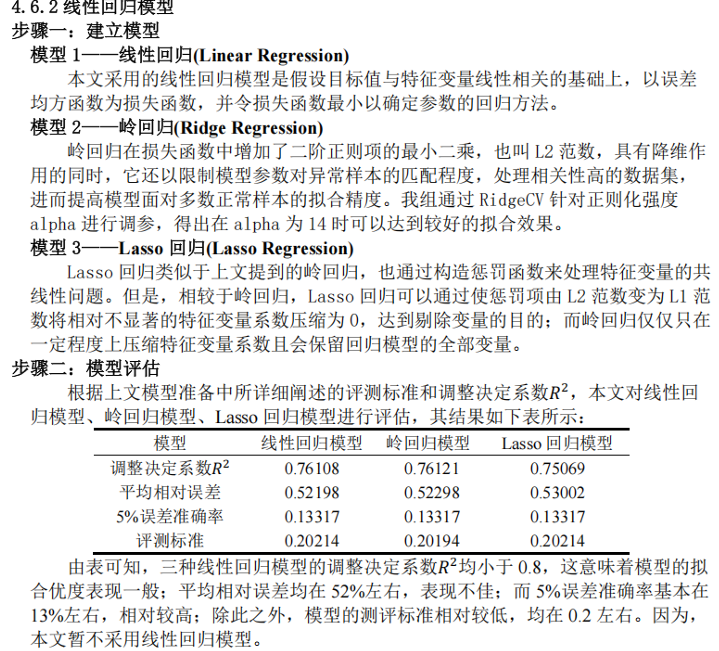 4.6.2 线性回归模型
步骤一：建立模型
模型 1——线性回归(Linear Regression)
本文采用的线性回归模型是假设目标值与特征变量线性相关的基础上，以误差
均方函数为损失函数，并令损失函数最小以确定参数的回归方法。
模型 2——岭回归(Ridge Regression)
岭回归在损失函数中增加了二阶正则项的最小二乘，也叫 L2 范数，具有降维作
用的同时，它还以限制模型参数对异常样本的匹配程度，处理相关性高的数据集，
进而提高模型面对多数正常样本的拟合精度。我组通过 RidgeCV 针对正则化强度
alpha 进行调参，得出在 alpha 为 14 时可以达到较好的拟合效果。
模型 3——Lasso 回归(Lasso Regression)
Lasso 回归类似于上文提到的岭回归，也通过构造惩罚函数来处理特征变量的共
线性问题。但是，相较于岭回归，Lasso 回归可以通过使惩罚项由 L2 范数变为 L1 范
数将相对不显著的特征变量系数压缩为 0，达到剔除变量的目的；而岭回归仅仅只在
一定程度上压缩特征变量系数且会保留回归模型的全部变量。
步骤二：模型评估
根据上文模型准备中所详细阐述的评测标准和调整决定系数R²，本文对线性回
归模型、岭回归模型、Lasso 回归模型进行评估，其结果如下表所示：
模型 线性回归模型 岭回归模型 Lasso 回归模型
调整决定系数R² 0.76108 0.76121 0.75069
平均相对误差 0.52198 0.52298 0.53002
5%误差准确率 0.13317 0.13317 0.13317
评测标准 0.20214 0.20194 0.20214
由表可知，三种线性回归模型的调整决定系数R²均小于 0.8，这意味着模型的拟
合优度表现一般；平均相对误差均在 52%左右，表现不佳；而 5%误差准确率基本在
13%左右，相对较高；除此之外，模型的测评标准相对较低，均在 0.2 左右。因为，
本文暂不采用线性回归模型。